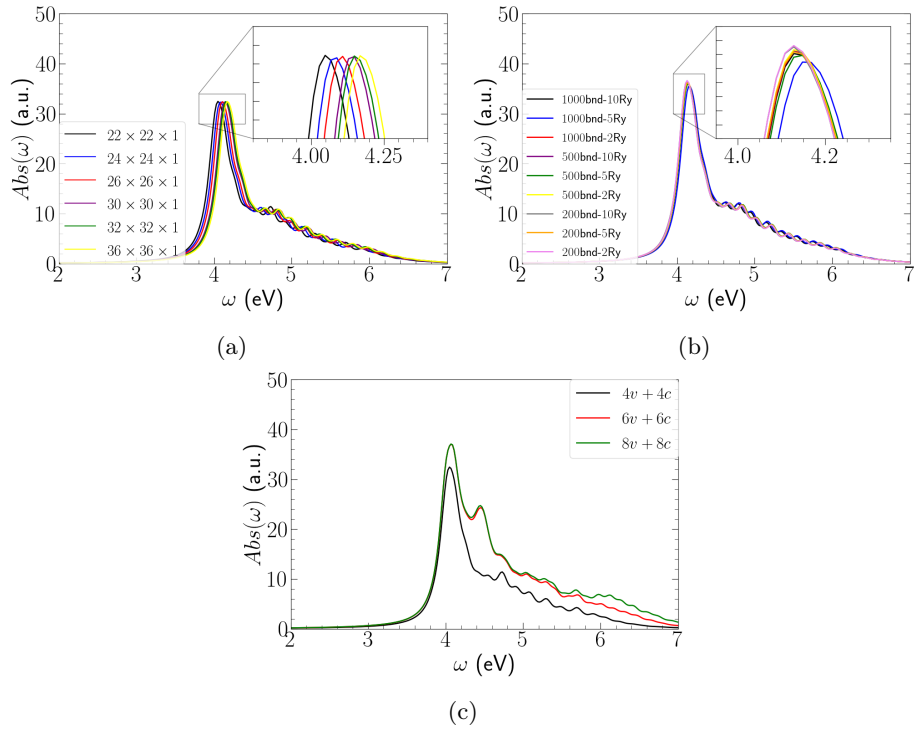 50
40
30
20
10
0
Abs(ω) (a.u.)
22 × 22 × 1
24 × 24 × 1
26 × 26 × 1
30 × 30 × 1
32 × 32 × 1
36 × 36 × 1
4.00 4.25
2 3 4 5 6 7
ω (eV)
(a)
50
40
30
20
10
0
Abs(ω) (a.u.)
1000bnd-10Ry
1000bnd-5Ry
1000bnd-2Ry
500bnd-10Ry
500bnd-5Ry
500bnd-2Ry
200bnd-10Ry
200bnd-5Ry
200bnd-2Ry
4.0 4.2
2 3 4 5 6 7
ω (eV)
(b)
50
40
30
20
10
0
Abs(ω) (a.u.)
4v + 4c
6v + 6c
8v + 8c
2 3 4 5 6 7
ω (eV)
(c)